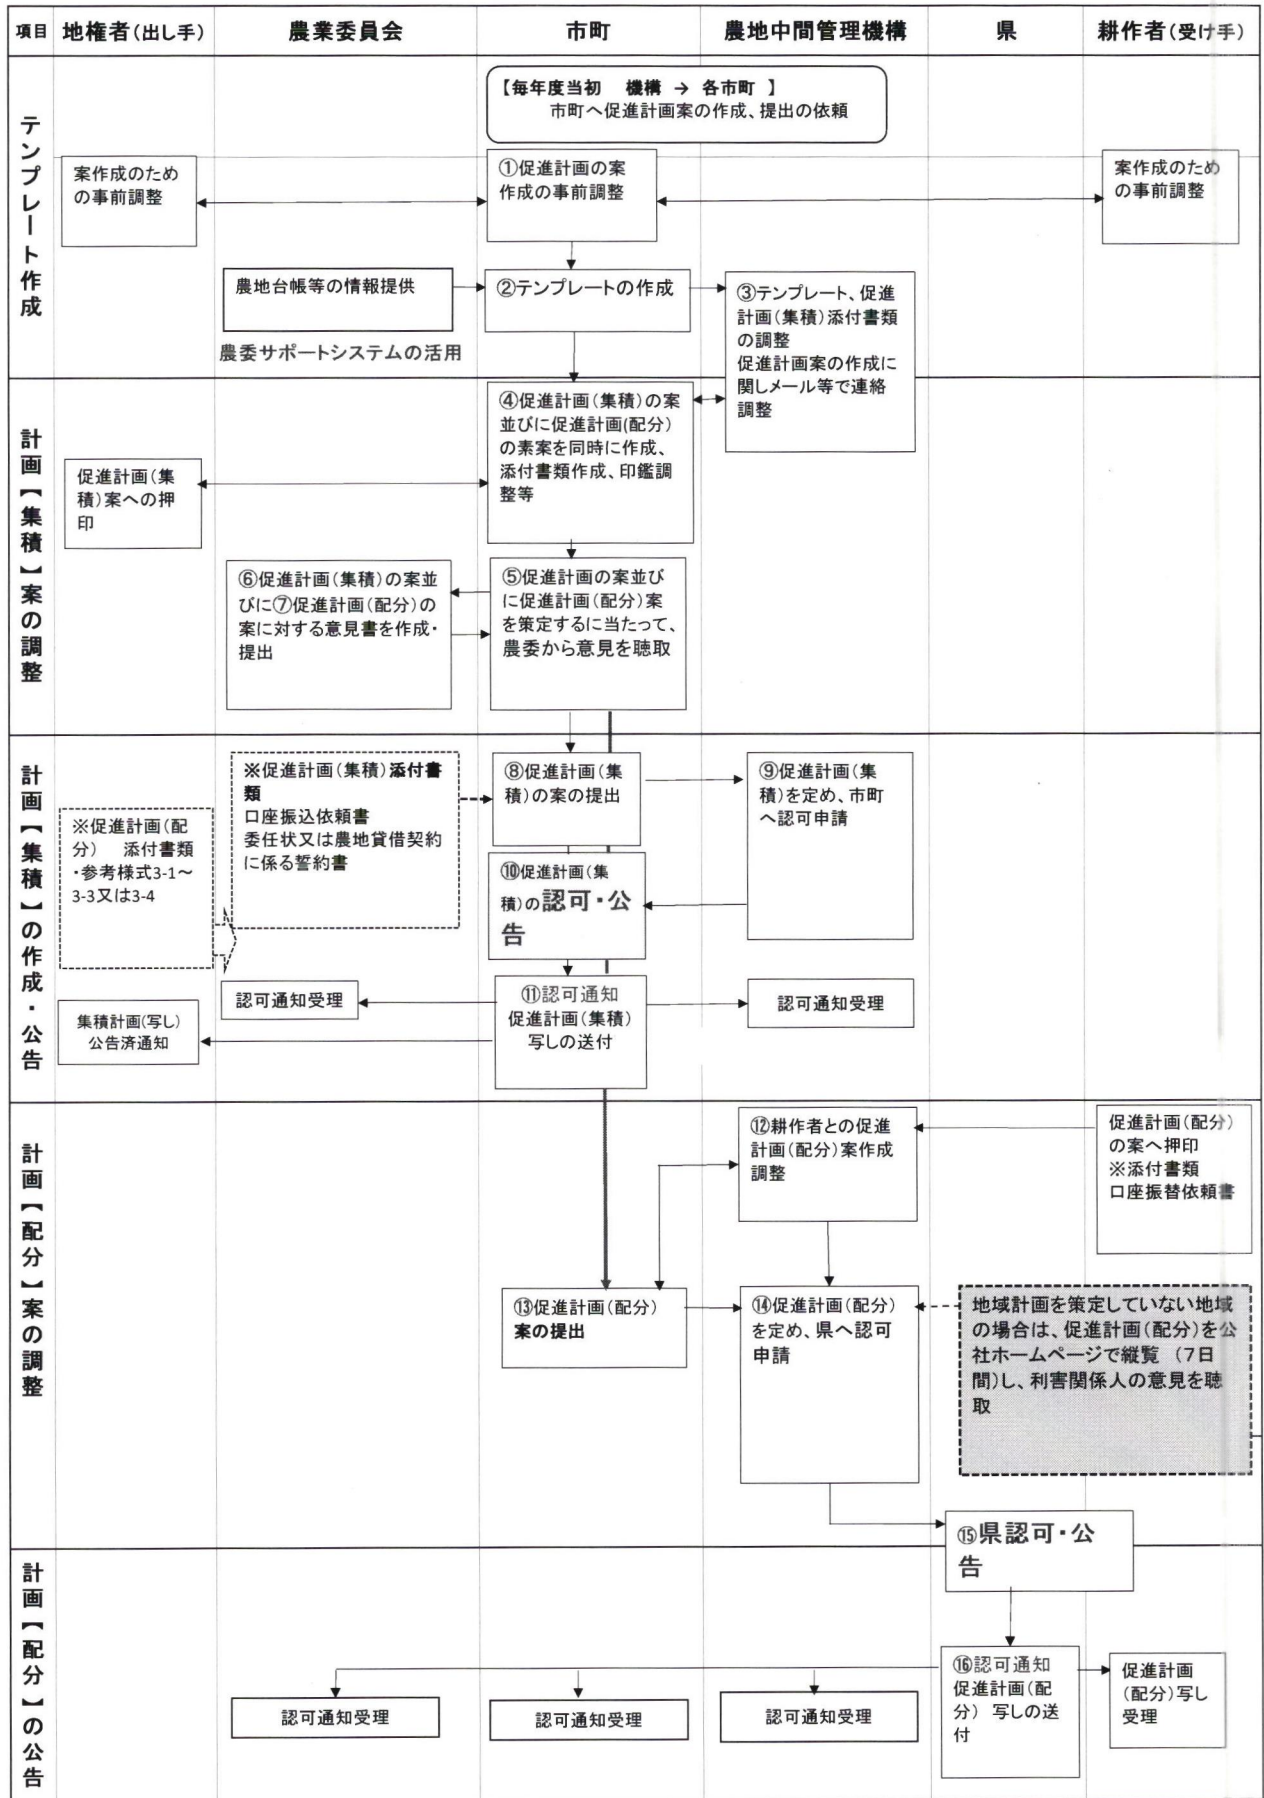 項目
地権者(出し手)
農業委員会
市町
農地中間管理機構
県
耕作者(受け手)
テンプレート作成
【毎年度当初　機構 → 各市町 】
市町へ促進計画案の作成、提出の依頼
案作成のため
の事前調整
①促進計画の案
作成の事前調整
案作成のため
の事前調整
農地台帳等の情報提供
農委サポートシステムの活用
②テンプレートの作成
③テンプレート、促進
計画(集積)添付書類
の調整
促進計画案の作成に
関しメール等で連絡
調整
計画【集積】案の調整
④促進計画(集積)の案
並びに促進計画(配分)
の素案を同時に作成、
添付書類作成、印鑑調
整等
促進計画(集
積)案への押
印
⑥促進計画(集積)の案並
びに⑦促進計画(配分)の
案に対する意見書を作成・
提出
⑤促進計画の案並び
に促進計画(配分)案
を策定するに当たって、
農委から意見を聴取
計画【集積】の作成・公告
※促進計画(配
分)　添付書類
・参考様式3-1～
3-3又は3-4
※促進計画(集積)添付書
類
口座振込依頼書
委任状又は農地貸借契約
に係る誓約書
⑧促進計画(集
積)の案の提出
⑨促進計画(集
積)を定め、市町
へ認可申請
⑩促進計画(集
積)の認可・公
告
認可通知受理
⑪認可通知
促進計画(集積)
写しの送付
認可通知受理
集積計画(写し)
公告済通知
計画【配分】案の調整
⑫耕作者との促進
計画(配分)案作成
調整
促進計画(配分)
の案へ押印
※添付書類
口座振替依頼書
⑬促進計画(配分)
案の提出
⑭促進計画(配分)
を定め、県へ認可
申請
地域計画を策定していない地域
の場合は、促進計画(配分)を公
社ホームページで縦覧 （7日
間)し、利害関係人の意見を聴
取
⑮県認可・公
告
計画【配分】の公告
認可通知受理
認可通知受理
認可通知受理
⑯認可通知
促進計画(配
分) 写しの送
付
促進計画
(配分)写し
受理